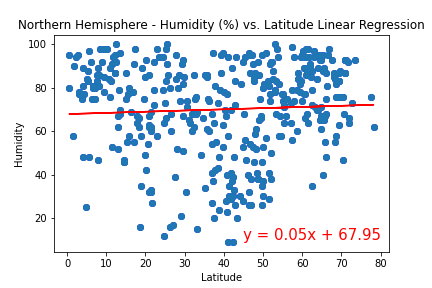 Northern Hemisphere - Humidity (%) vs. Latitude Linear Regression
100
80
60
40
20
Humidity
y = 0.05x + 67.95
0 10 20 30 40 50 60 70 80
Latitude